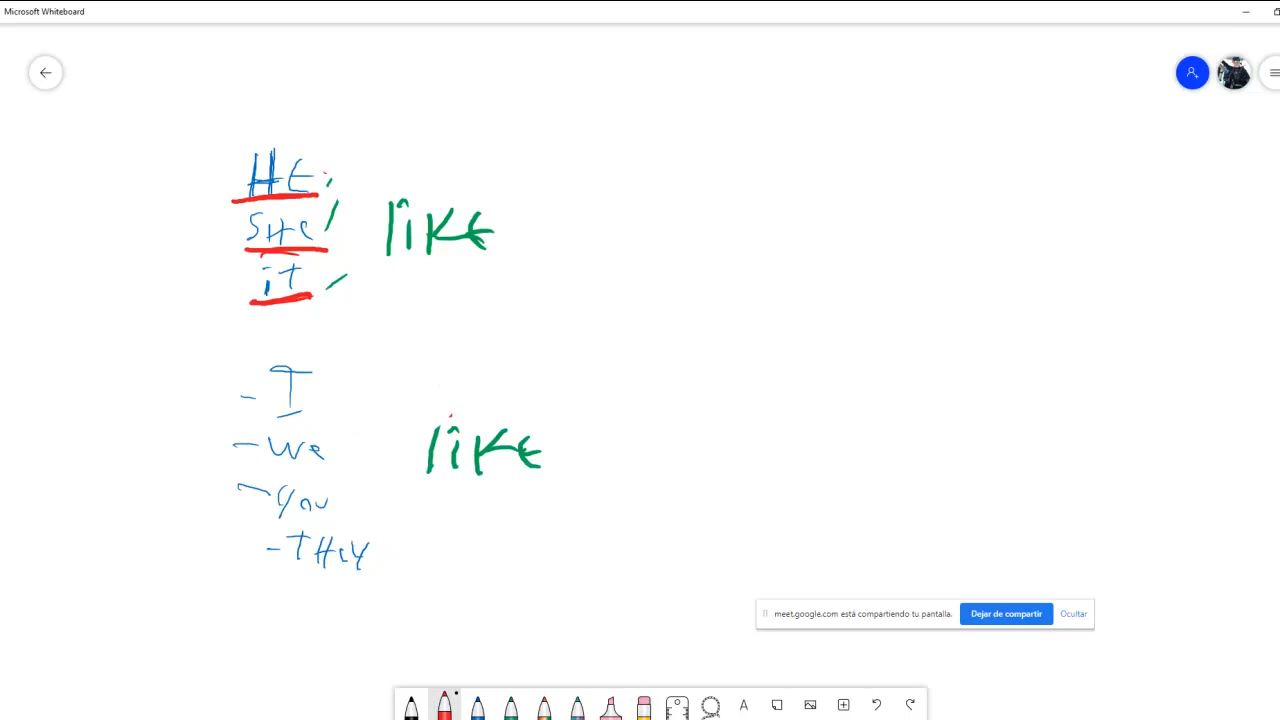 Microsoft Whiteboard
HE
SHE
like
it
- I
- We
like
- you
- THEY
meet.google.com está compartiendo tu pantalla.
Dejar de compartir
Ocultar
A